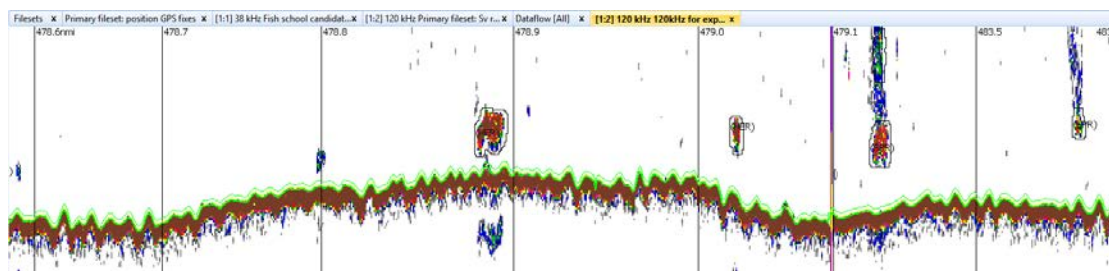 Filesets x Primary fileset: position GPS fixes x [1:1] 38 kHz Fish school candidat... x [1:2] 120 kHz Primary fileset: Sv r... x Dataflow [All] x [1:2] 120 kHz 120kHz for exp... x
478.6nmi 478.7 478.8 478.9 479.0 479.1 483.5